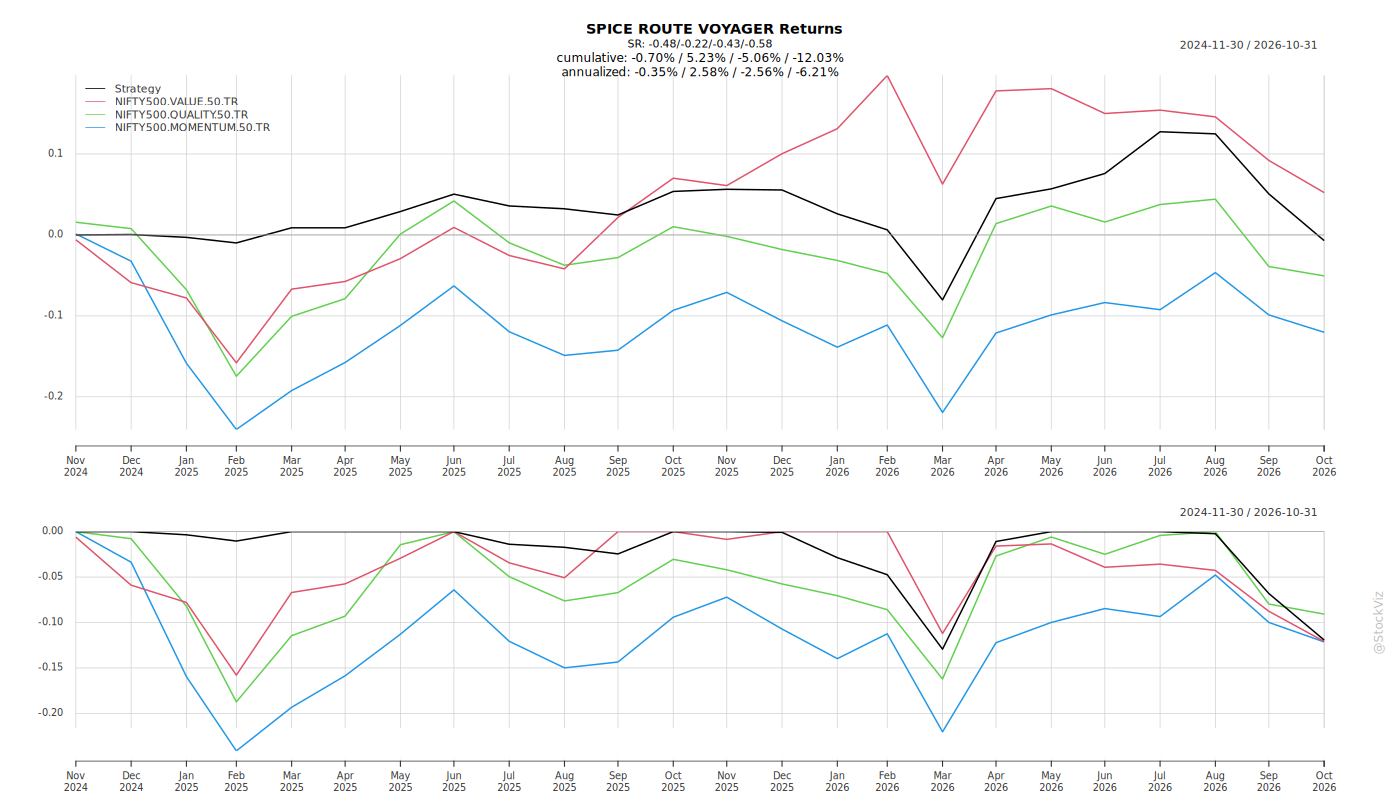 SPICE ROUTE VOYAGER Returns
SR: -0.48/-0.22/-0.43/-0.58
cumulative: -0.70% / 5.23% / -5.06% / -12.03%
annualized: -0.35% / 2.58% / -2.56% / -6.21%
2024-11-30 / 2026-10-31
Strategy
NIFTY500.VALUE.50.TR
NIFTY500.QUALITY50.TR
NIFTY500.MOMENTUM.50.TR
0.1
0.0
-0.1
-0.2
Nov Dec Jan Feb Mar Apr May Jun Jul Aug Sep Oct Nov Dec Jan Feb Mar Apr May Jun Jul Aug Sep Oct
2024 2024 2025 2025 2025 2025 2025 2025 2025 2025 2025 2025 2025 2025 2026 2026 2026 2026 2026 2026 2026 2026 2026 2026
2024-11-30 / 2026-10-31
0.00
-0.05
-0.10
-0.15
-0.20
Nov Dec Jan Feb Mar Apr May Jun Jul Aug Sep Oct Nov Dec Jan Feb Mar Apr May Jun Jul Aug Sep Oct
2024 2024 2025 2025 2025 2025 2025 2025 2025 2025 2025 2025 2025 2025 2026 2026 2026 2026 2026 2026 2026 2026 2026 2026
@StockViz